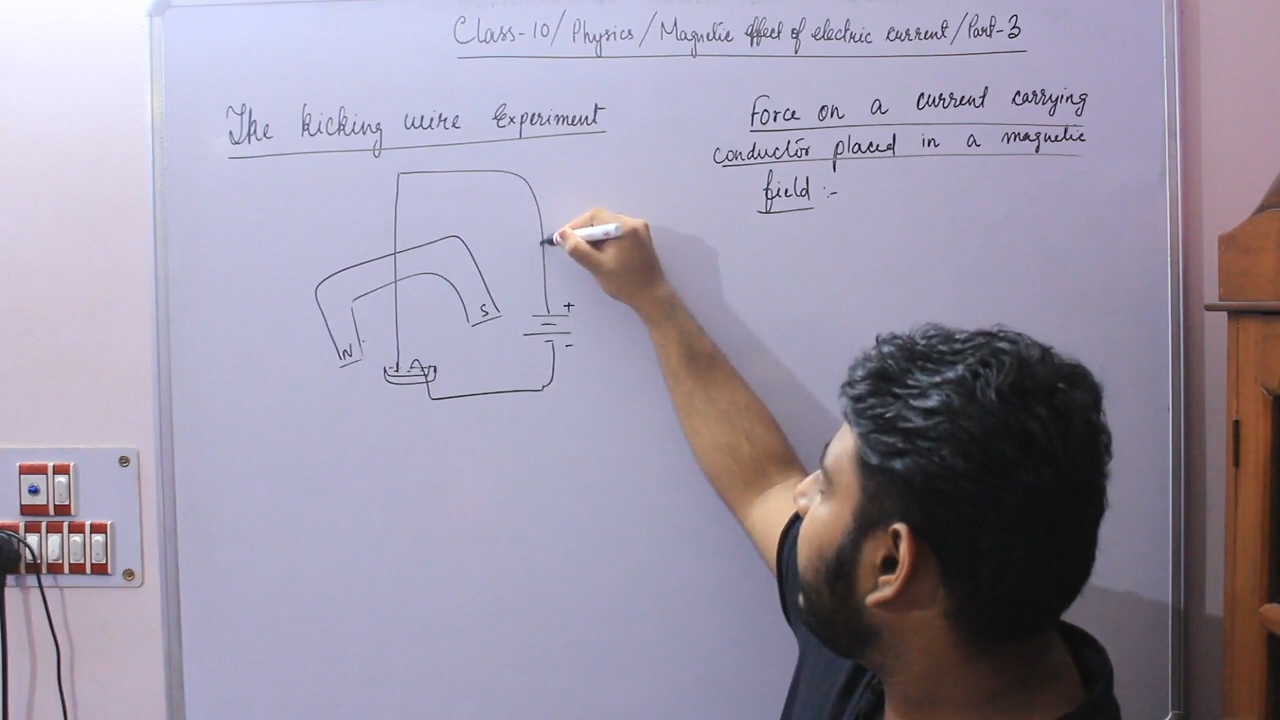 Class-10/Physics/Magnetic effect of electric current/Part-3
The kicking wire Experiment
Force on a current carrying
conductor placed in a magnetic
field :-
N
S
+
-